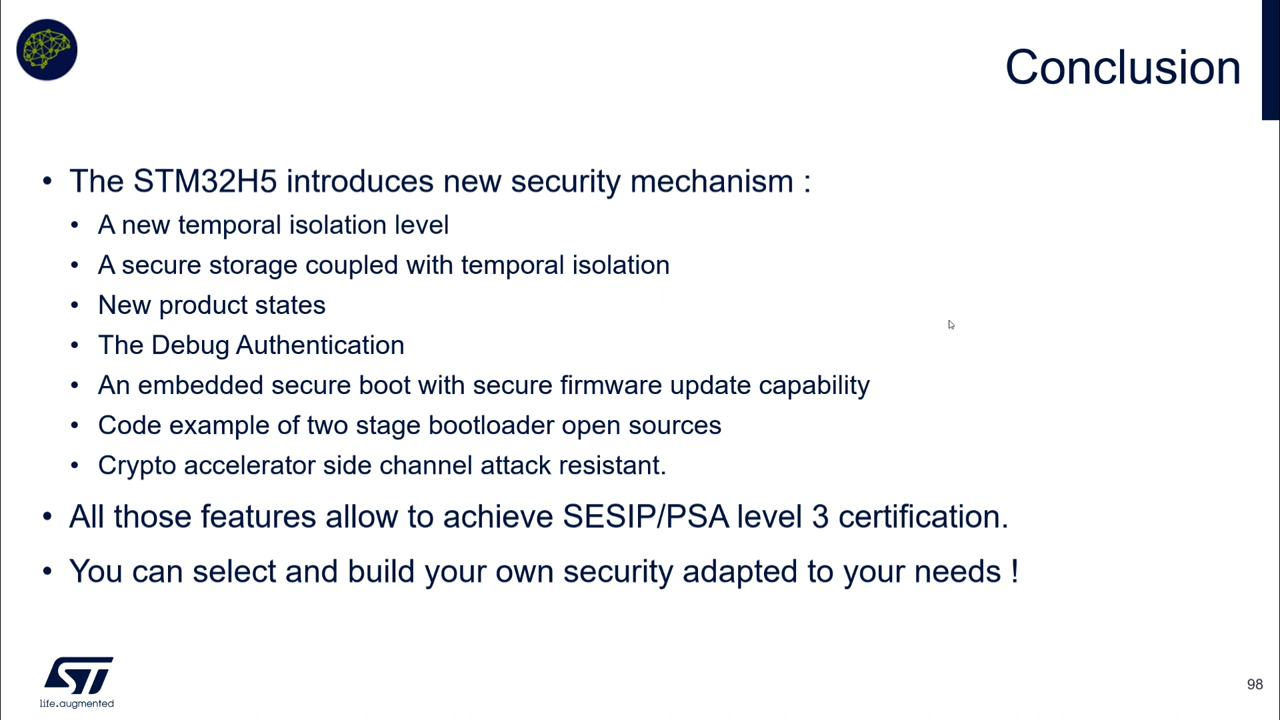 Conclusion
• The STM32H5 introduces new security mechanism :
• A new temporal isolation level
• A secure storage coupled with temporal isolation
• New product states
• The Debug Authentication
• An embedded secure boot with secure firmware update capability
• Code example of two stage bootloader open sources
• Crypto accelerator side channel attack resistant.
• All those features allow to achieve SESIP/PSA level 3 certification.
• You can select and build your own security adapted to your needs !
ST
life.augmented
98